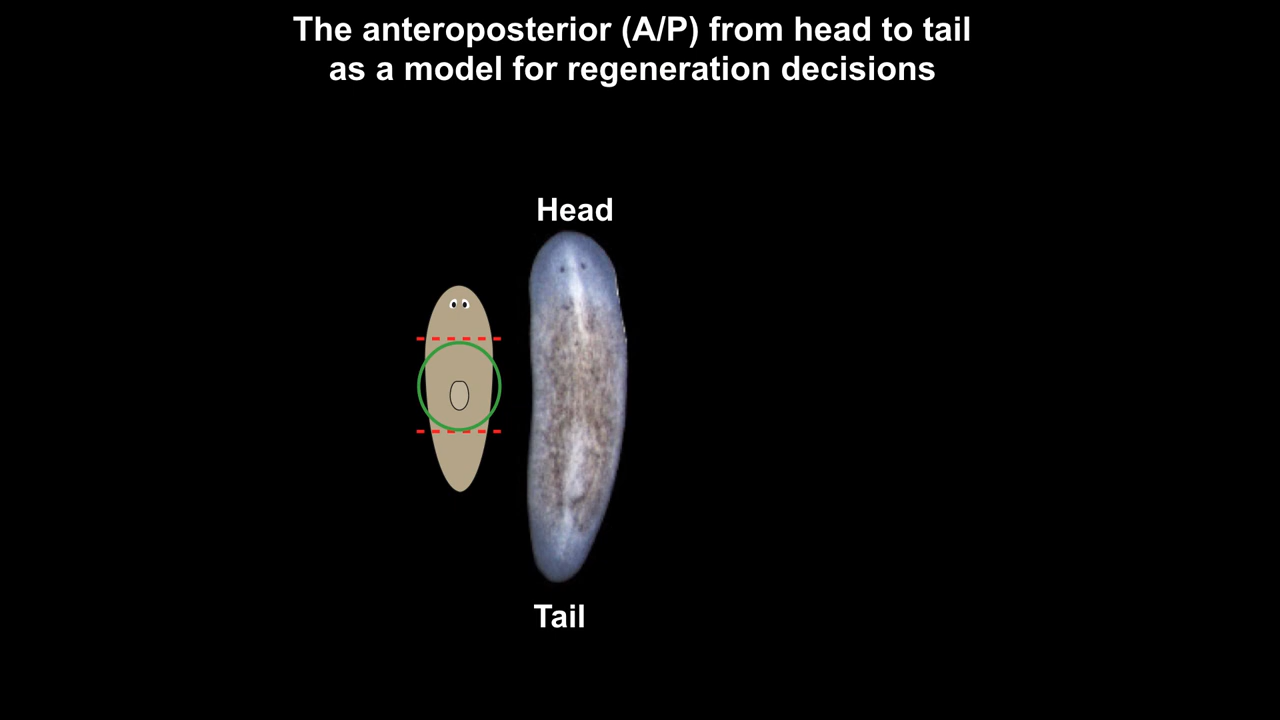 The anteroposterior (A/P) from head to tail
as a model for regeneration decisions
Head
Tail